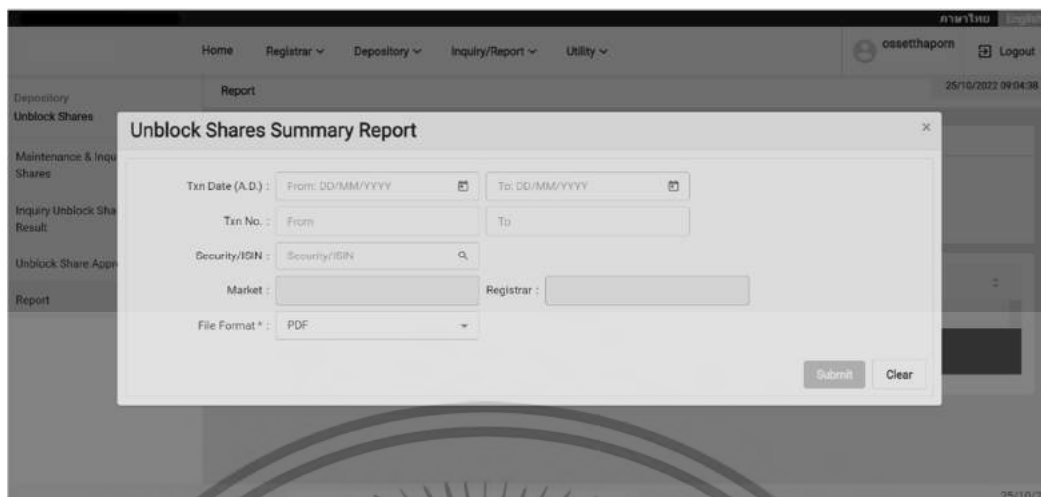 ภาษาไทย English
Home Registrar Depository Inquiry/Report Utility ossetthaporn Logout
Depository
Unblock Shares
Report 25/10/2022 09:04:38
Unblock Shares Summary Report ×
Maintenance & Inqu
Shares
Inquiry Unblock Sha
Result
Unblock Share Appr
Report
Txn Date (A.D.) : From: DD/MM/YYYY To: DD/MM/YYYY
Txn No. : From To
Security/ISIN : Security/ISIN
Market : Registrar :
File Format * : PDF
Submit Clear